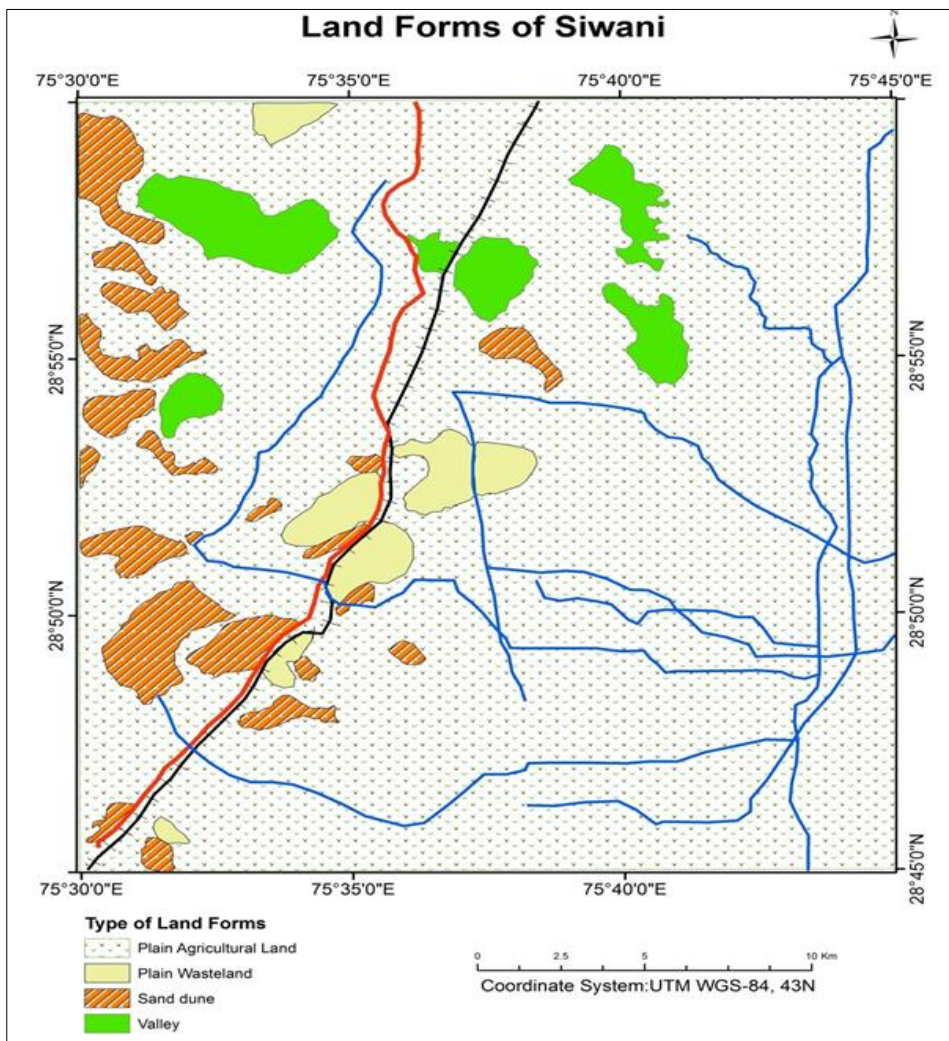 Land Forms of Siwani
75°30'0"E 75°35'0"E 75°40'0"E 75°45'0"E
28°55'0"N 28°55'0"N
28°50'0"N 28°50'0"N
28°45'0"N
75°30'0"E 75°35'0"E 75°40'0"E
Type of Land Forms
Plain Agricultural Land
Plain Wasteland
Sand dune
Valley
0 2.5 5 10 Km
Coordinate System:UTM WGS-84, 43N